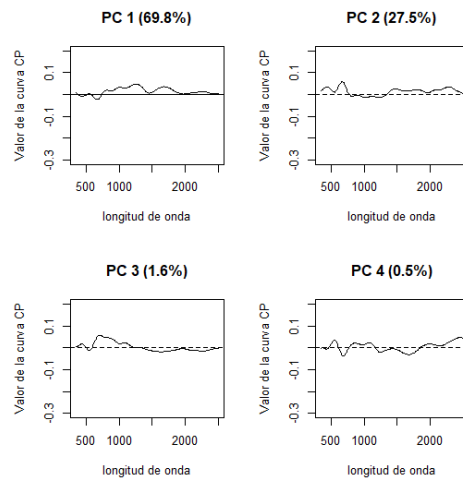 PC 1 (69.8%)
Valor de la curva CP
0.1
-0.1
-0.3
500 1000 2000
longitud de onda
PC 2 (27.5%)
Valor de la curva CP
0.1
-0.1
-0.3
500 1000 2000
longitud de onda
PC 3 (1.6%)
Valor de la curva CP
0.1
-0.1
-0.3
500 1000 2000
longitud de onda
PC 4 (0.5%)
Valor de la curva CP
0.1
-0.1
-0.3
500 1000 2000
longitud de onda